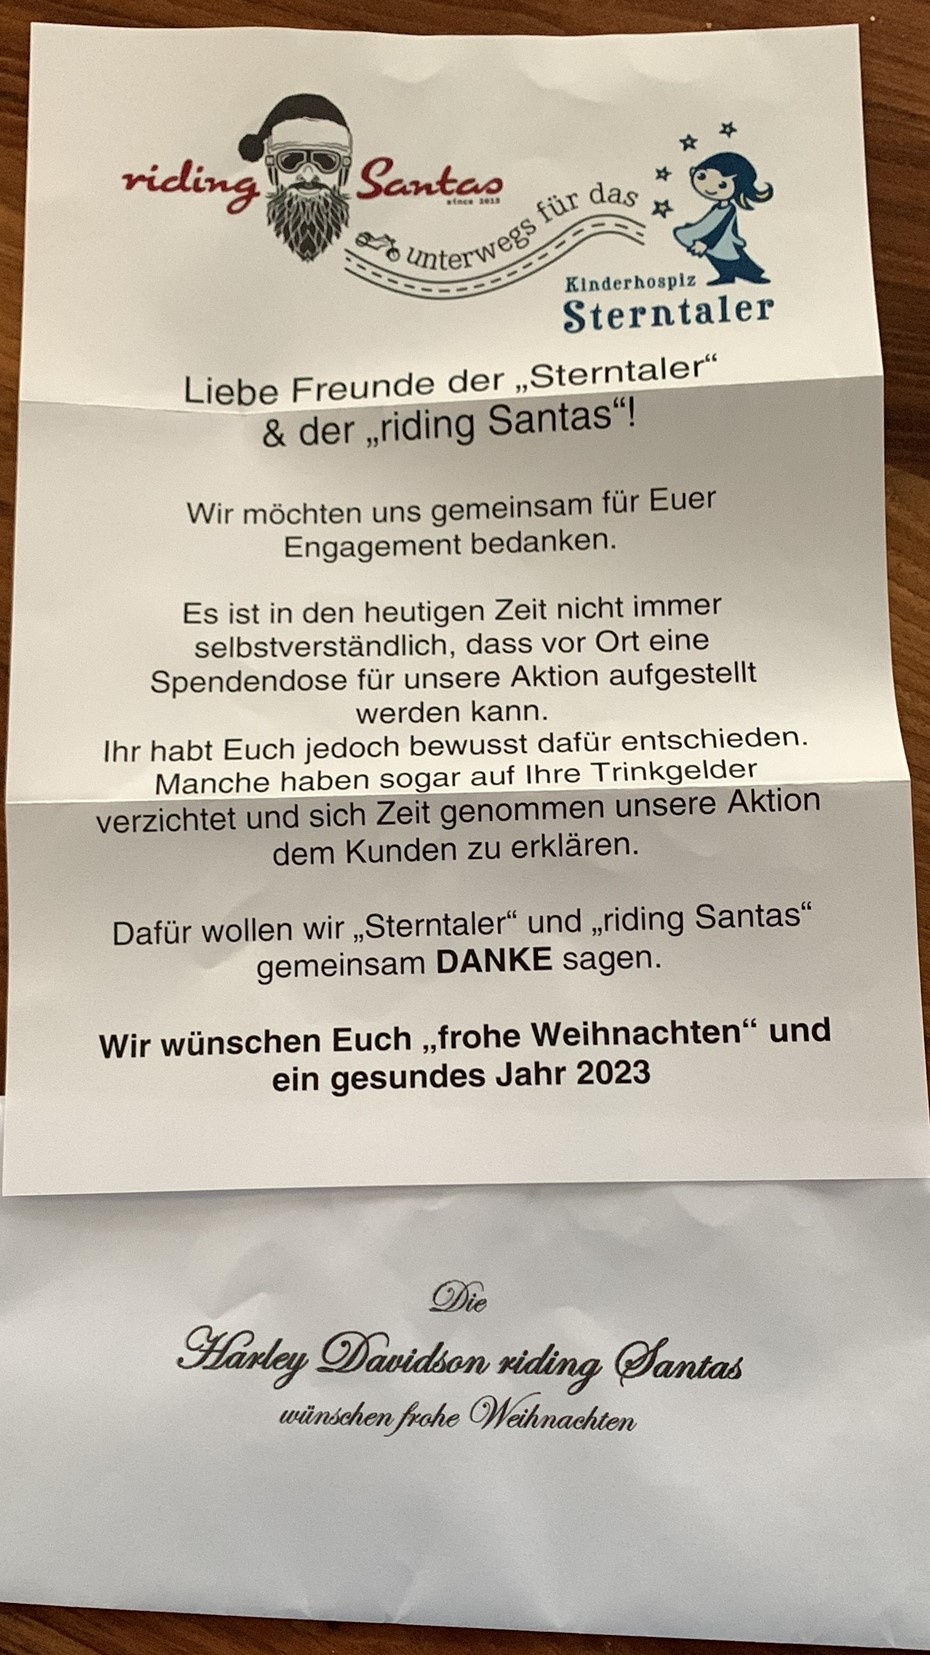 riding Santas
since 2013
unterwegs für das
Kinderhospiz
Sterntaler
Liebe Freunde der „Sterntaler“
& der „riding Santas“!
Wir möchten uns gemeinsam für Euer
Engagement bedanken.
Es ist in den heutigen Zeit nicht immer
selbstverständlich, dass vor Ort eine
Spendendose für unsere Aktion aufgestellt
werden kann.
Ihr habt Euch jedoch bewusst dafür entschieden.
Manche haben sogar auf Ihre Trinkgelder
verzichtet und sich Zeit genommen unsere Aktion
dem Kunden zu erklären.
Dafür wollen wir „Sterntaler“ und „riding Santas“
gemeinsam DANKE sagen.
Wir wünschen Euch „frohe Weihnachten“ und
ein gesundes Jahr 2023
Die
Harley Davidson riding Santas
wünschen frohe Weihnachten